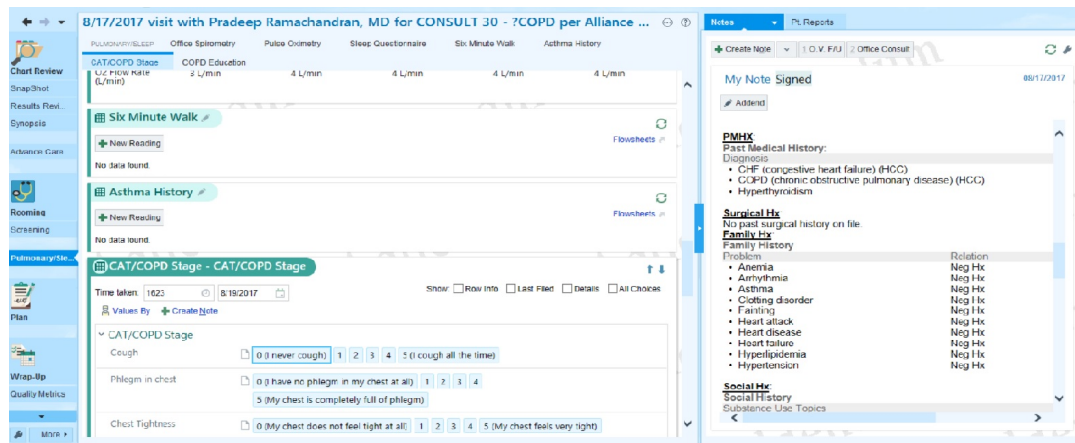 8/17/2017 visit with Pradeep Ramachandran, MD for CONSULT 30 - ?COPD per Alliance ...
PULMONARY/SLEEP Office Spirometry Pulse Oximetry Sleep Questionnaire Six Minute Walk Asthma History
CAT/COPD Stage COPD Education
Chart Review
SnapShot
Results Revi...
Synopsis
Advance Care
Rooming
Screening
Pulmonary/Sle...
Plan
Wrap-Up
Quality Metrics
More
O2 Flow Rate (L/min) 3 L/min 4 L/min 4 L/min 4 L/min 4 L/min
Six Minute Walk
New Reading
Flowsheets
No data found.
Asthma History
New Reading
Flowsheets
No data found.
CAT/COPD Stage - CAT/COPD Stage
Time taken: 1623 8/19/2017
Show: Row Info Last Filed Details All Choices
Values By Create Note
CAT/COPD Stage
Cough 0 (I never cough) 1 2 3 4 5 (I cough all the time)
Phlegm in chest 0 (I have no phlegm in my chest at all) 1 2 3 4
5 (My chest is completely full of phlegm)
Chest Tightness 0 (My chest does not feel tight at all) 1 2 3 4 5 (My chest feels very tight)
Notes Pt. Reports
Create Note 1 O.V. F/U 2 Office Consult
My Note Signed 08/17/2017
Addend
PMHX:
Past Medical History:
Diagnosis
• CHF (congestive heart failure) (HCC)
• COPD (chronic obstructive pulmonary disease) (HCC)
• Hyperthyroidism
Surgical Hx
No past surgical history on file.
Family Hx:
Family History
Problem Relation
• Anemia Neg Hx
• Arrhythmia Neg Hx
• Asthma Neg Hx
• Clotting disorder Neg Hx
• Fainting Neg Hx
• Heart attack Neg Hx
• Heart disease Neg Hx
• Heart failure Neg Hx
• Hyperlipidemia Neg Hx
• Hypertension Neg Hx
Social Hx:
Social History
Substance Use Topics